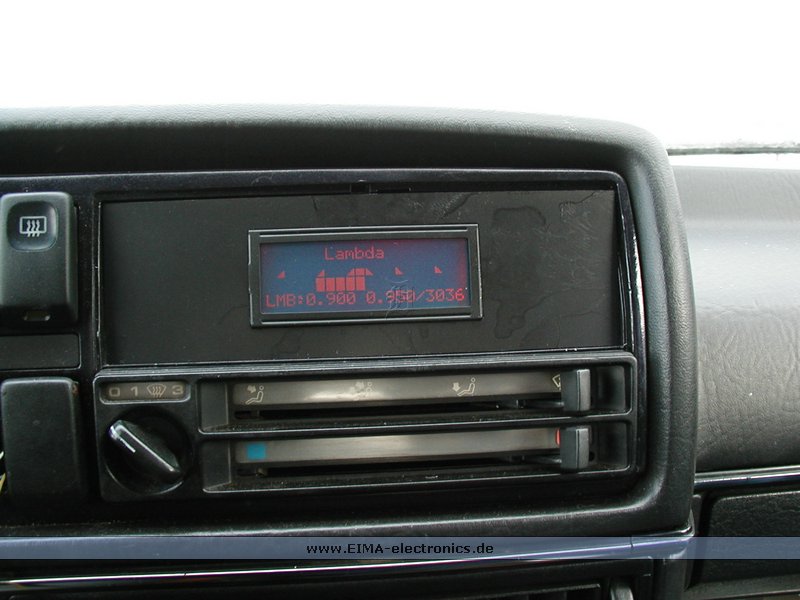 Lambda
LMB:0.900 0.950/3036
0 1 3
www.EIMA-electronics.de